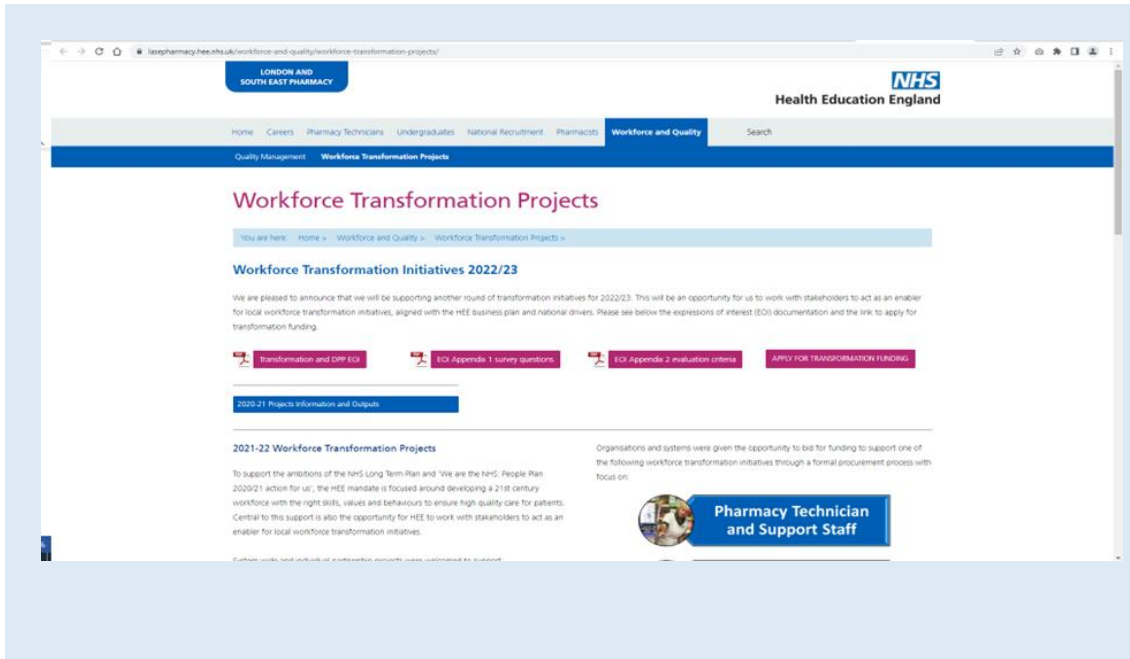 lasepharmacy.hee.nhs.uk/workforce-and-quality/workforce-transformation-projects/
LONDON AND
SOUTH EAST PHARMACY
NHS
Health Education England
Home Careers Pharmacy Technicians Undergraduates National Recruitment Pharmacists Workforce and Quality Search
Quality Management Workforce Transformation Projects
Workforce Transformation Projects
You are here: Home > Workforce and Quality > Workforce Transformation Projects >
Workforce Transformation Initiatives 2022/23
We are pleased to announce that we will be supporting another round of transformation initiatives for 2022/23. This will be an opportunity for us to work with stakeholders to act as an enabler
for local workforce transformation initiatives, aligned with the HEE business plan and national drivers. Please see below the expressions of interest (EOI) documentation and the link to apply for
transformation funding.
Transformation and DPP EOI EOI Appendix 1 survey questions EOI Appendix 2 evaluation criteria APPLY FOR TRANSFORMATION FUNDING
2020-21 Projects Information and Outputs
2021-22 Workforce Transformation Projects
To support the ambitions of the NHS Long Term Plan and 'We are the NHS: People Plan
2020/21 action for us', the HEE mandate is focused around developing a 21st century
workforce with the right skills, values and behaviours to ensure high quality care for patients.
Central to this support is also the opportunity for HEE to work with stakeholders to act as an
enabler for local workforce transformation initiatives.
System wide and individual partnership projects were welcomed to support
Organisations and systems were given the opportunity to bid for funding to support one of
the following workforce transformation initiatives through a formal procurement process with
focus on:
Pharmacy Technician
and Support Staff